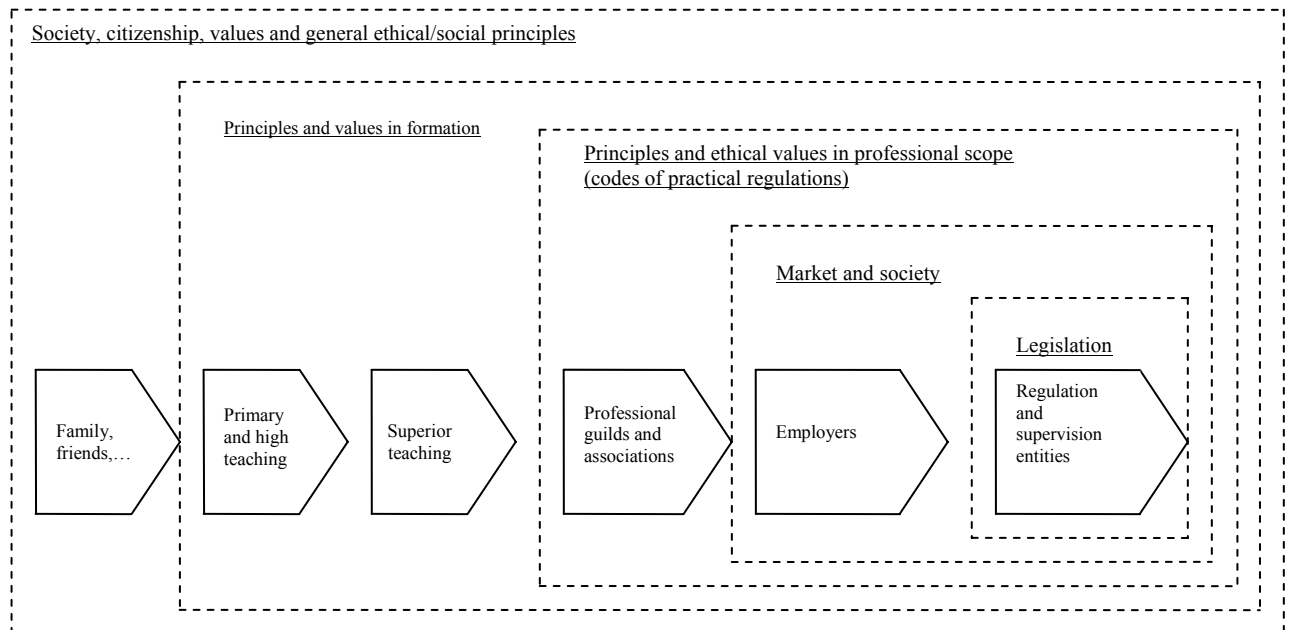 Society, citizenship, values and general ethical/social principles
Principles and values in formation
Principles and ethical values in professional scope
(codes of practical regulations)
Market and society
Legislation
Family,
friends,…
Primary
and high
teaching
Superior
teaching
Professional
guilds and
associations
Employers
Regulation
and
supervision
entities